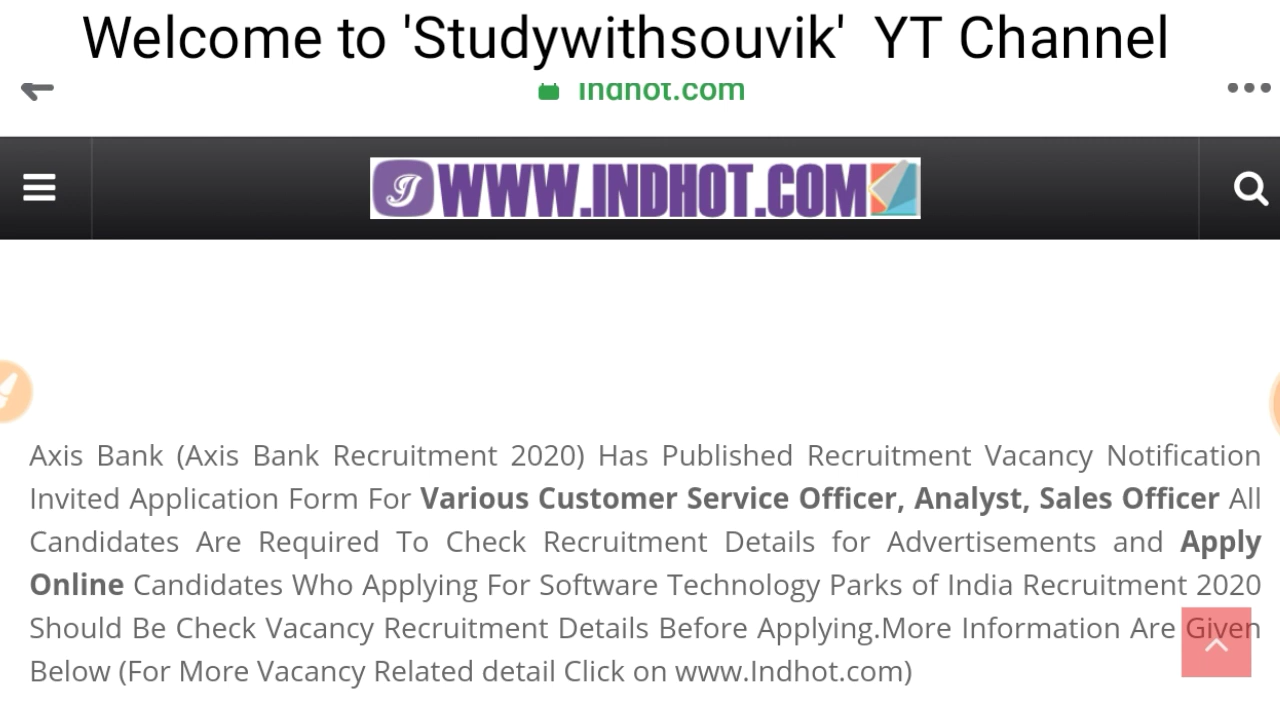 Welcome to 'Studywithsouvik' YT Channel
indhot.com
WWW.INDHOT.COM
Axis Bank (Axis Bank Recruitment 2020) Has Published Recruitment Vacancy Notification
Invited Application Form For Various Customer Service Officer, Analyst, Sales Officer All
Candidates Are Required To Check Recruitment Details for Advertisements and Apply
Online Candidates Who Applying For Software Technology Parks of India Recruitment 2020
Should Be Check Vacancy Recruitment Details Before Applying.More Information Are Given
Below (For More Vacancy Related detail Click on www.Indhot.com)